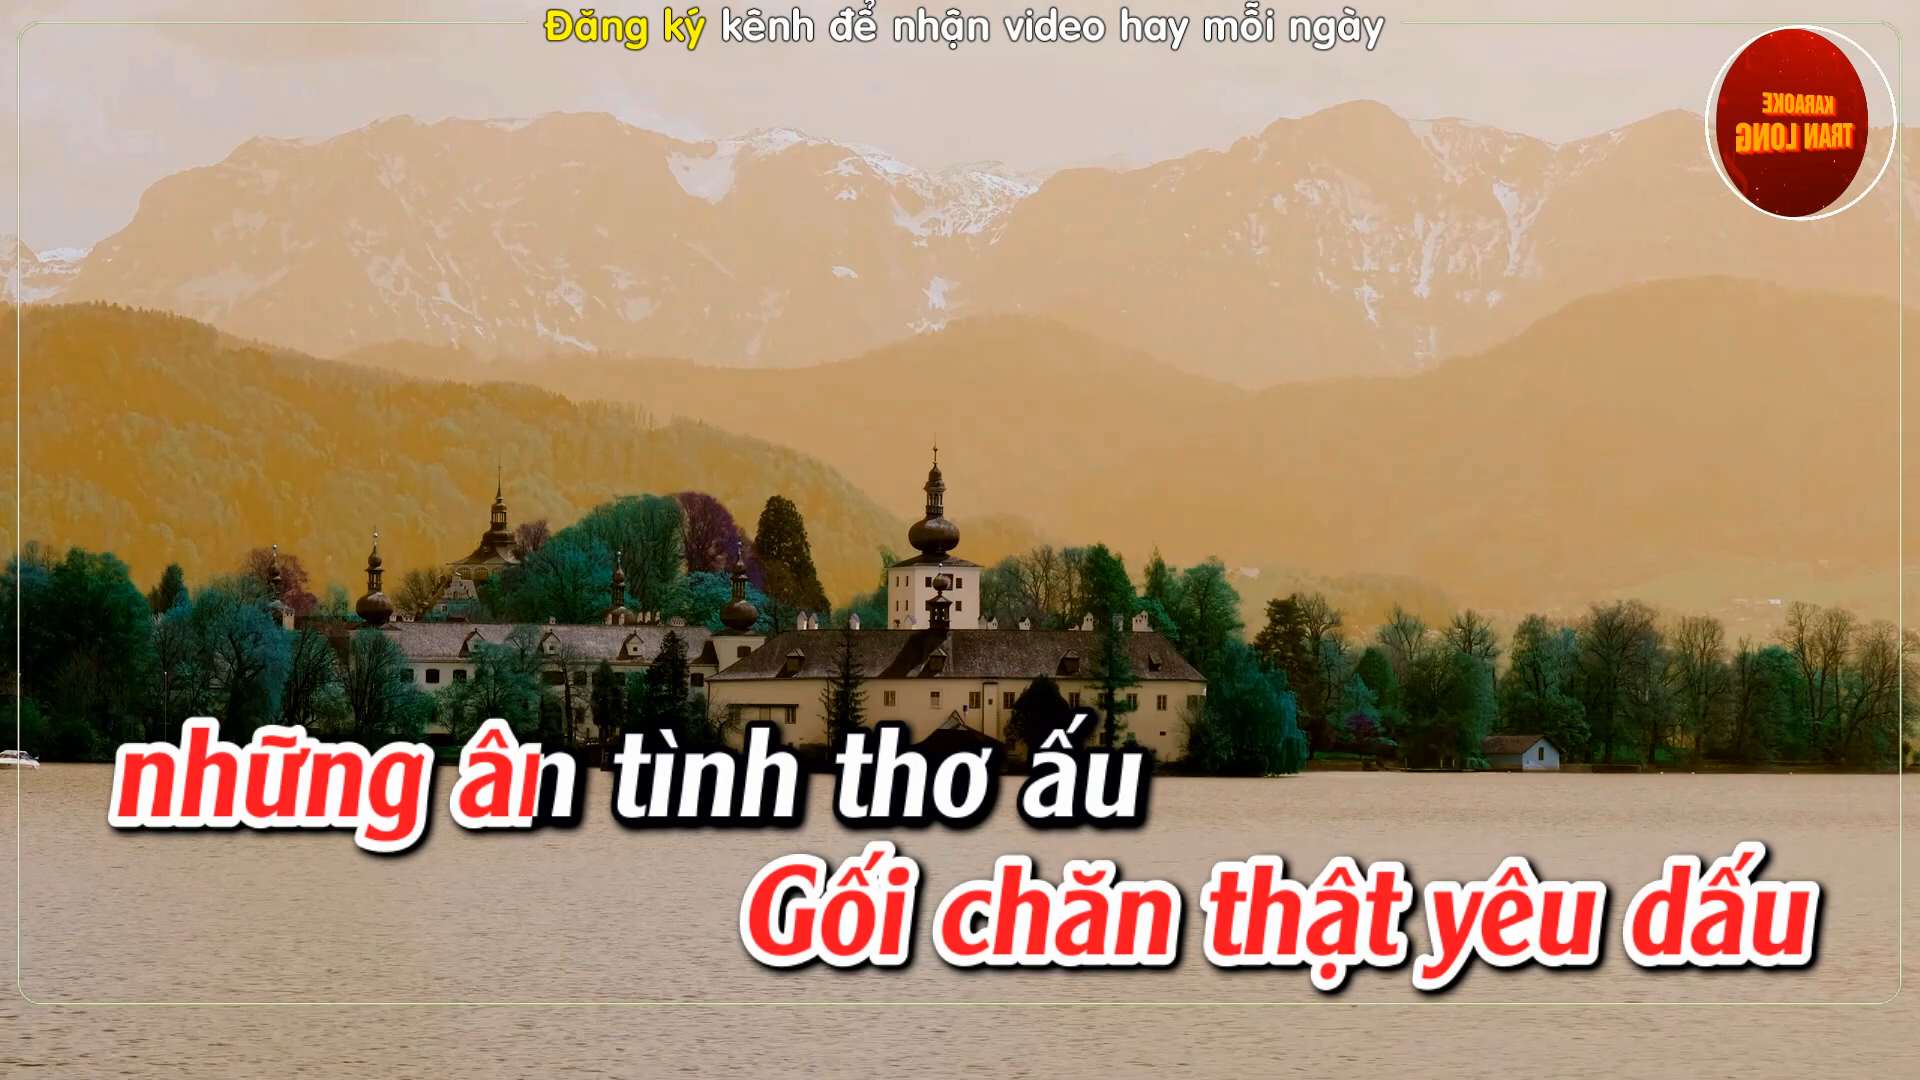 Đăng ký kênh để nhận video hay mỗi ngày
KARAOKE
TRAN LONG
những ân tình thơ ấu
Gối chăn thật yêu dấu